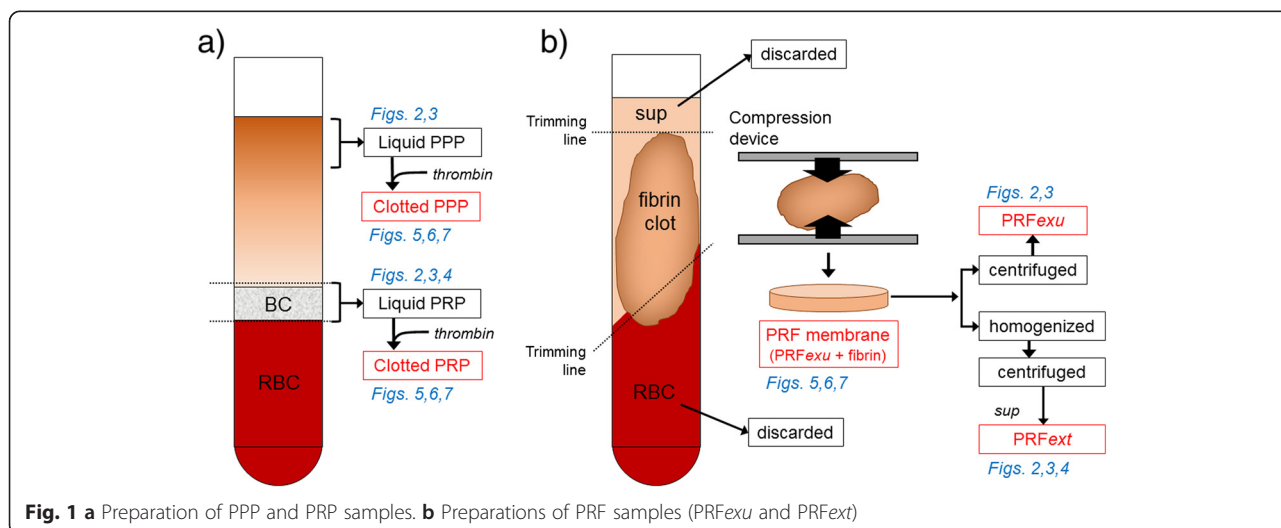 a)
Figs. 2,3
Liquid PPP
thrombin
Clotted PPP
Figs. 5,6,7
Figs. 2,3,4
BC
Liquid PRP
thrombin
Clotted PRP
RBC
Figs. 5,6,7
b)
discarded
sup
Trimming
line
fibrin
clot
Trimming
line
RBC
discarded
Compression
device
PRF membrane
(PRFexu + fibrin)
Figs. 5,6,7
Figs. 2,3
PRFexu
centrifuged
homogenized
centrifuged
sup
PRFext
Figs. 2,3,4
Fig. 1 a Preparation of PPP and PRP samples. b Preparations of PRF samples (PRFexu and PRFext)